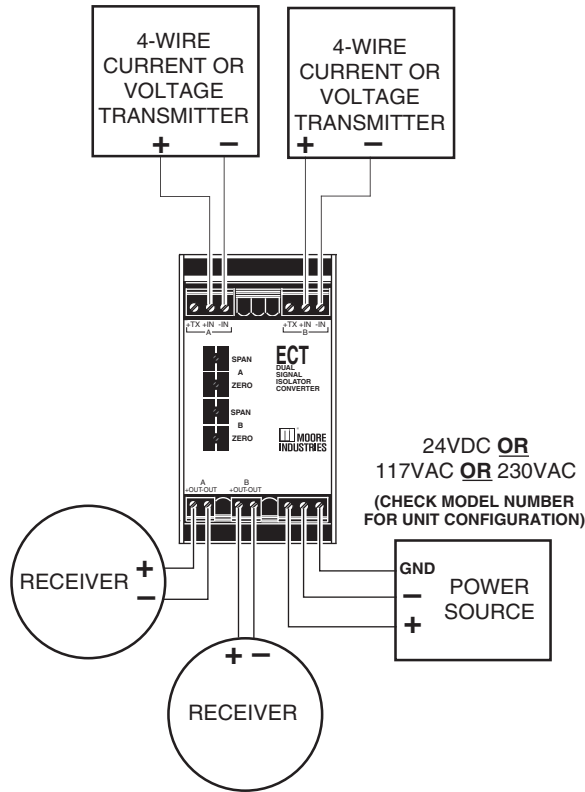 4-WIRE
CURRENT OR
VOLTAGE
TRANSMITTER
+ −
4-WIRE
CURRENT OR
VOLTAGE
TRANSMITTER
+ −
+TX +IN -IN
A
+TX +IN -IN
B
SPAN
A
ZERO
SPAN
B
ZERO
ECT
DUAL
SIGNAL
ISOLATOR
CONVERTER
MOORE
INDUSTRIES
A
+OUT-OUT
B
+OUT-OUT
24VDC OR
117VAC OR 230VAC
(CHECK MODEL NUMBER
FOR UNIT CONFIGURATION)
RECEIVER
+
−
GND
−
+
POWER
SOURCE
+ −
RECEIVER